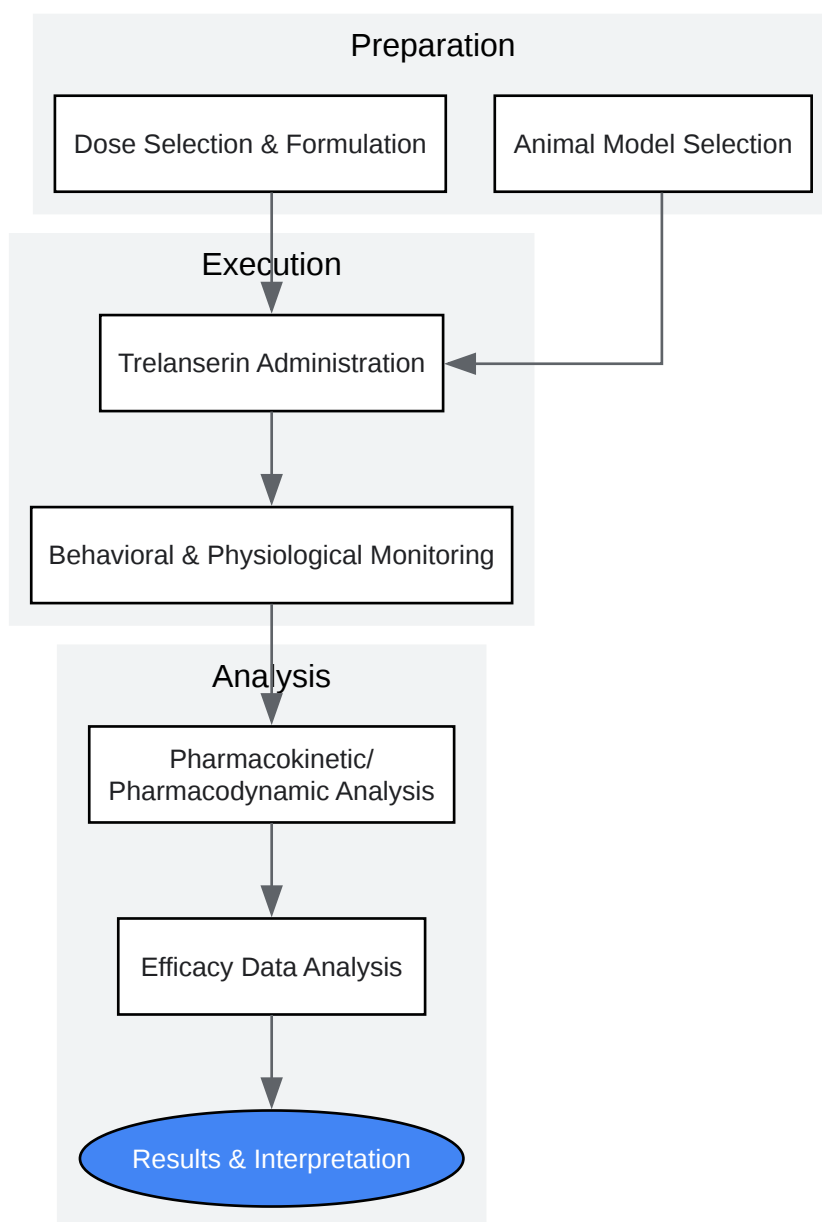 Preparation
Dose Selection & Formulation
Animal Model Selection
Execution
Trelanserin Administration
Behavioral & Physiological Monitoring
Analysis
Pharmacokinetic/
Pharmacodynamic Analysis
Efficacy Data Analysis
Results & Interpretation